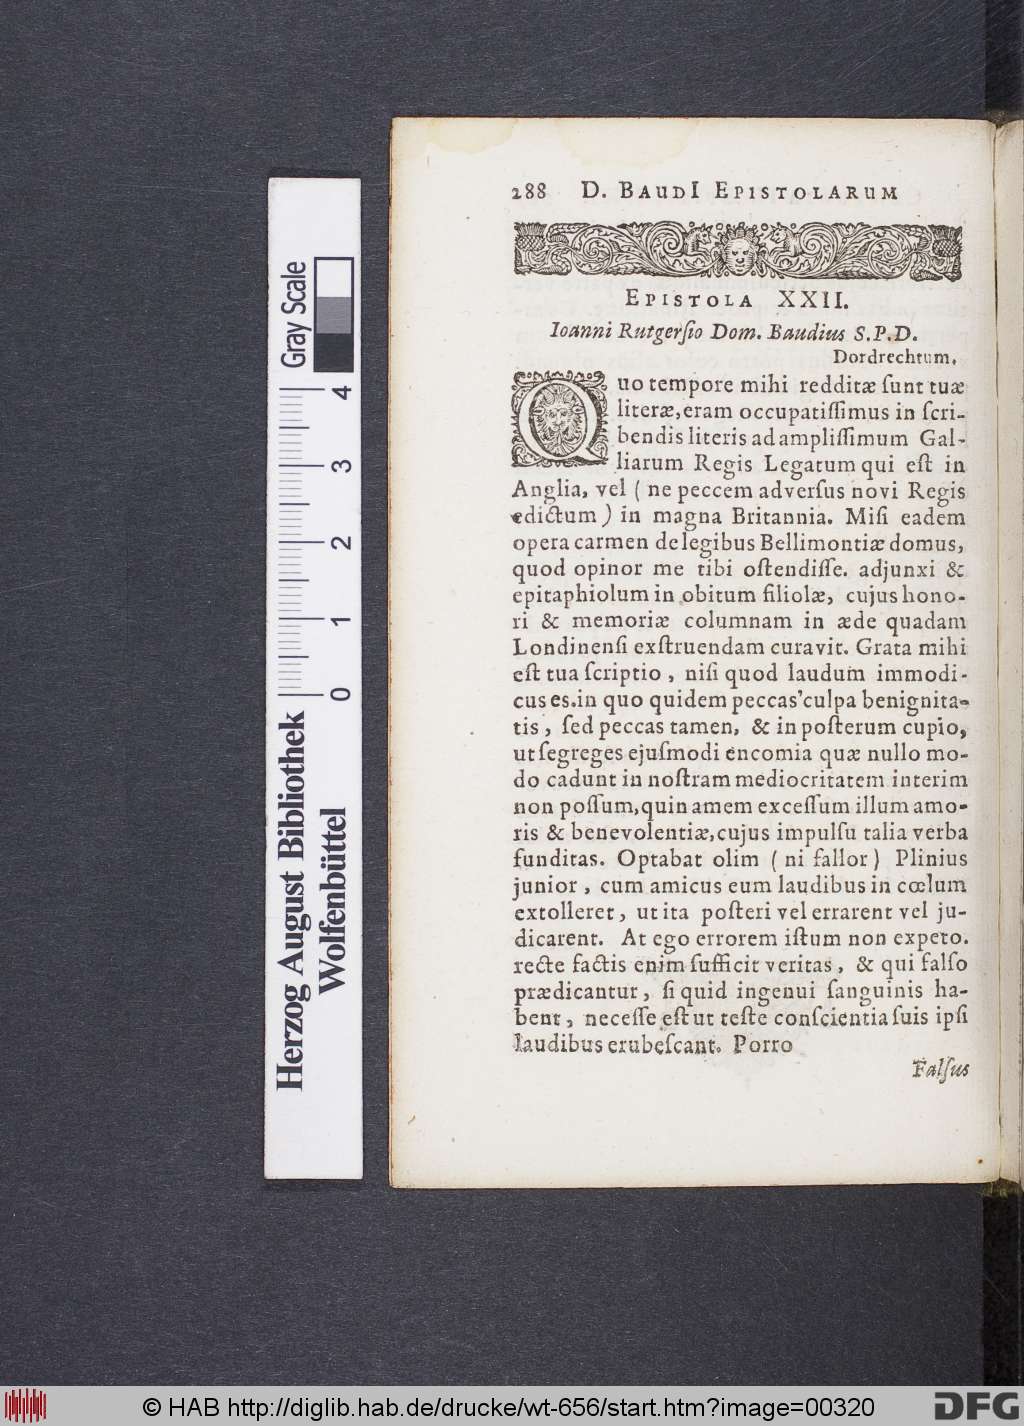 288 D. BAUDI EPISTOLARUM
EPISTOLA XXII.
Ioanni Rutgerſio Dom. Baudius S.P.D.
Dordrechtum.
Quo tempore mihi redditæ ſunt tuæ
literæ, eram occupatiſſimus in ſcri-
bendis literis ad ampliſſimum Gal-
liarum Regis Legatum qui eſt in
Anglia, vel ( ne peccem adverſus novi Regis
edictum ) in magna Britannia. Miſi eadem
opera carmen de legibus Bellimontiæ domus,
quod opinor me tibi oſtendiſſe. adjunxi &
epitaphiolum in obitum filiolæ, cujus hono-
ri & memoriæ columnam in æde quadam
Londinenſi exſtruendam curavit. Grata mihi
eſt tua ſcriptio, niſi quod laudum immodi-
cus es. in quo quidem peccas culpa benignita-
tis, ſed peccas tamen, & in poſterum cupio,
ut ſegreges ejuſmodi encomia quæ nullo mo-
do cadunt in noſtram mediocritatem interim
non poſſum, quin amem exceſſum illum amo-
ris & benevolentiæ, cujus impulſu talia verba
funditas. Optabat olim ( ni fallor ) Plinius
junior, cum amicus eum laudibus in cœlum
extolleret, ut ita poſteri vel errarent vel ju-
dicarent. At ego errorem iſtum non expeto.
recte factis enim ſufficit veritas, & qui falſo
prædicantur, ſi quid ingenui ſanguinis ha-
bent, neceſſe eſt ut teſte conſcientia ſuis ipſi
laudibus erubeſcant. Porro
Falſus
Gray Scale
4 3 2 1 0
Herzog August Bibliothek
Wolfenbüttel
© HAB http://diglib.hab.de/drucke/wt-656/start.htm?image=00320
DFG